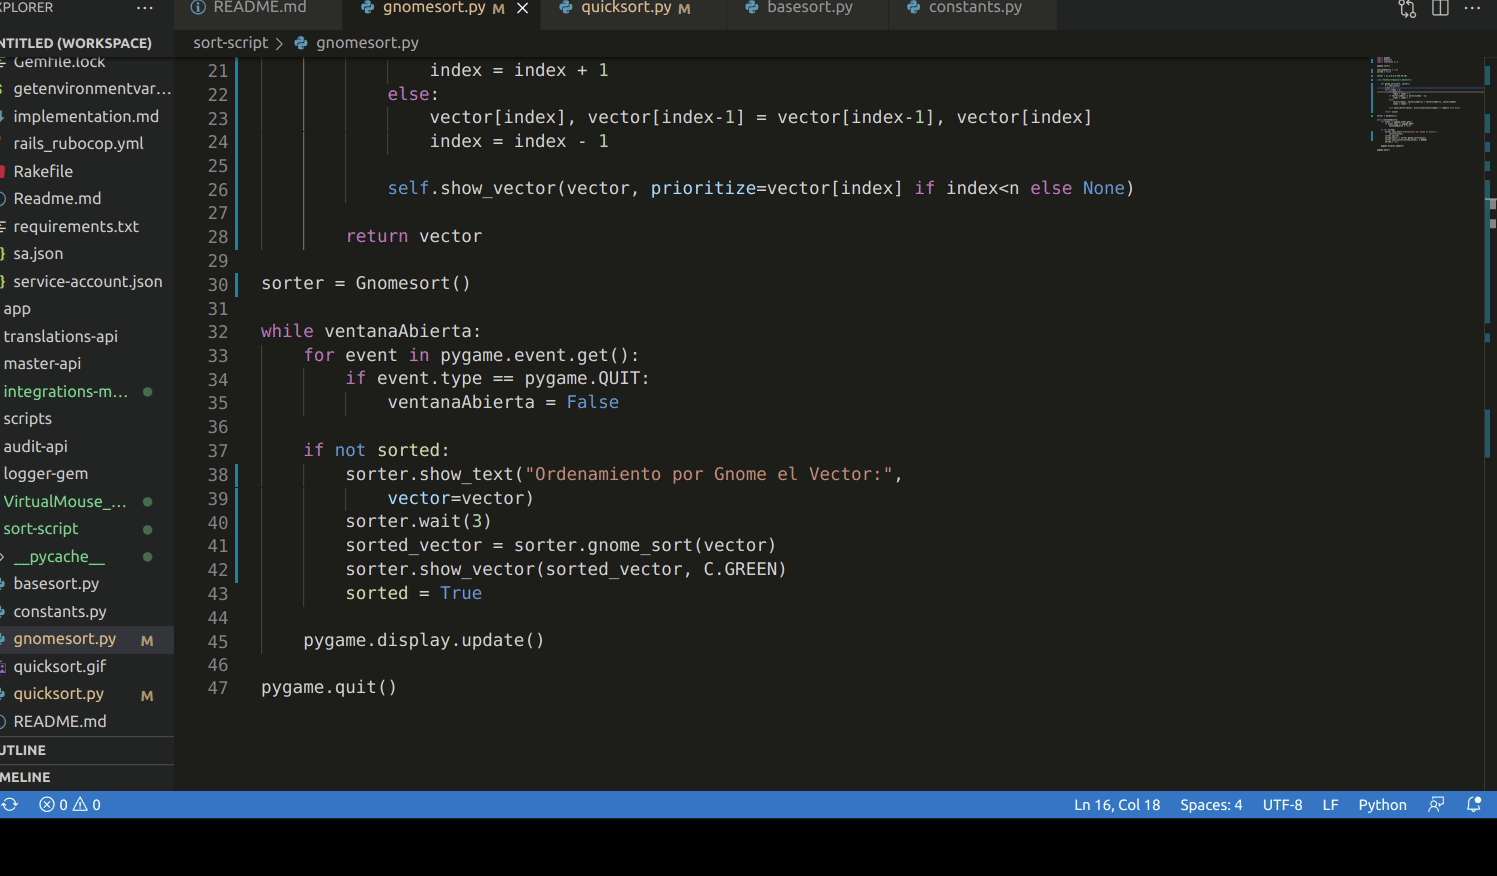 README.md
gnomesort.py M
quicksort.py M
basesort.py
constants.py
sort-script > gnomesort.py
XPLORER
NTITLED (WORKSPACE)
Gemfile.lock
getenvironmentvar...
implementation.md
rails_rubocop.yml
Rakefile
Readme.md
requirements.txt
sa.json
service-account.json
app
translations-api
master-api
integrations-m...
scripts
audit-api
logger-gem
VirtualMouse_...
sort-script
__pycache__
basesort.py
constants.py
gnomesort.py M
quicksort.gif
quicksort.py M
README.md
UTLINE
MELINE
21 index = index + 1
22 else:
23 vector[index], vector[index-1] = vector[index-1], vector[index]
24 index = index - 1
25
26 self.show_vector(vector, prioritize=vector[index] if index<n else None)
27
28 return vector
29
30 sorter = Gnomesort()
31
32 while ventanaAbierta:
33 for event in pygame.event.get():
34 if event.type == pygame.QUIT:
35 ventanaAbierta = False
36
37 if not sorted:
38 sorter.show_text("Ordenamiento por Gnome el Vector:",
39 vector=vector)
40 sorter.wait(3)
41 sorted_vector = sorter.gnome_sort(vector)
42 sorter.show_vector(sorted_vector, C.GREEN)
43 sorted = True
44
45 pygame.display.update()
46
47 pygame.quit()
0 0
Ln 16, Col 18 Spaces: 4 UTF-8 LF Python